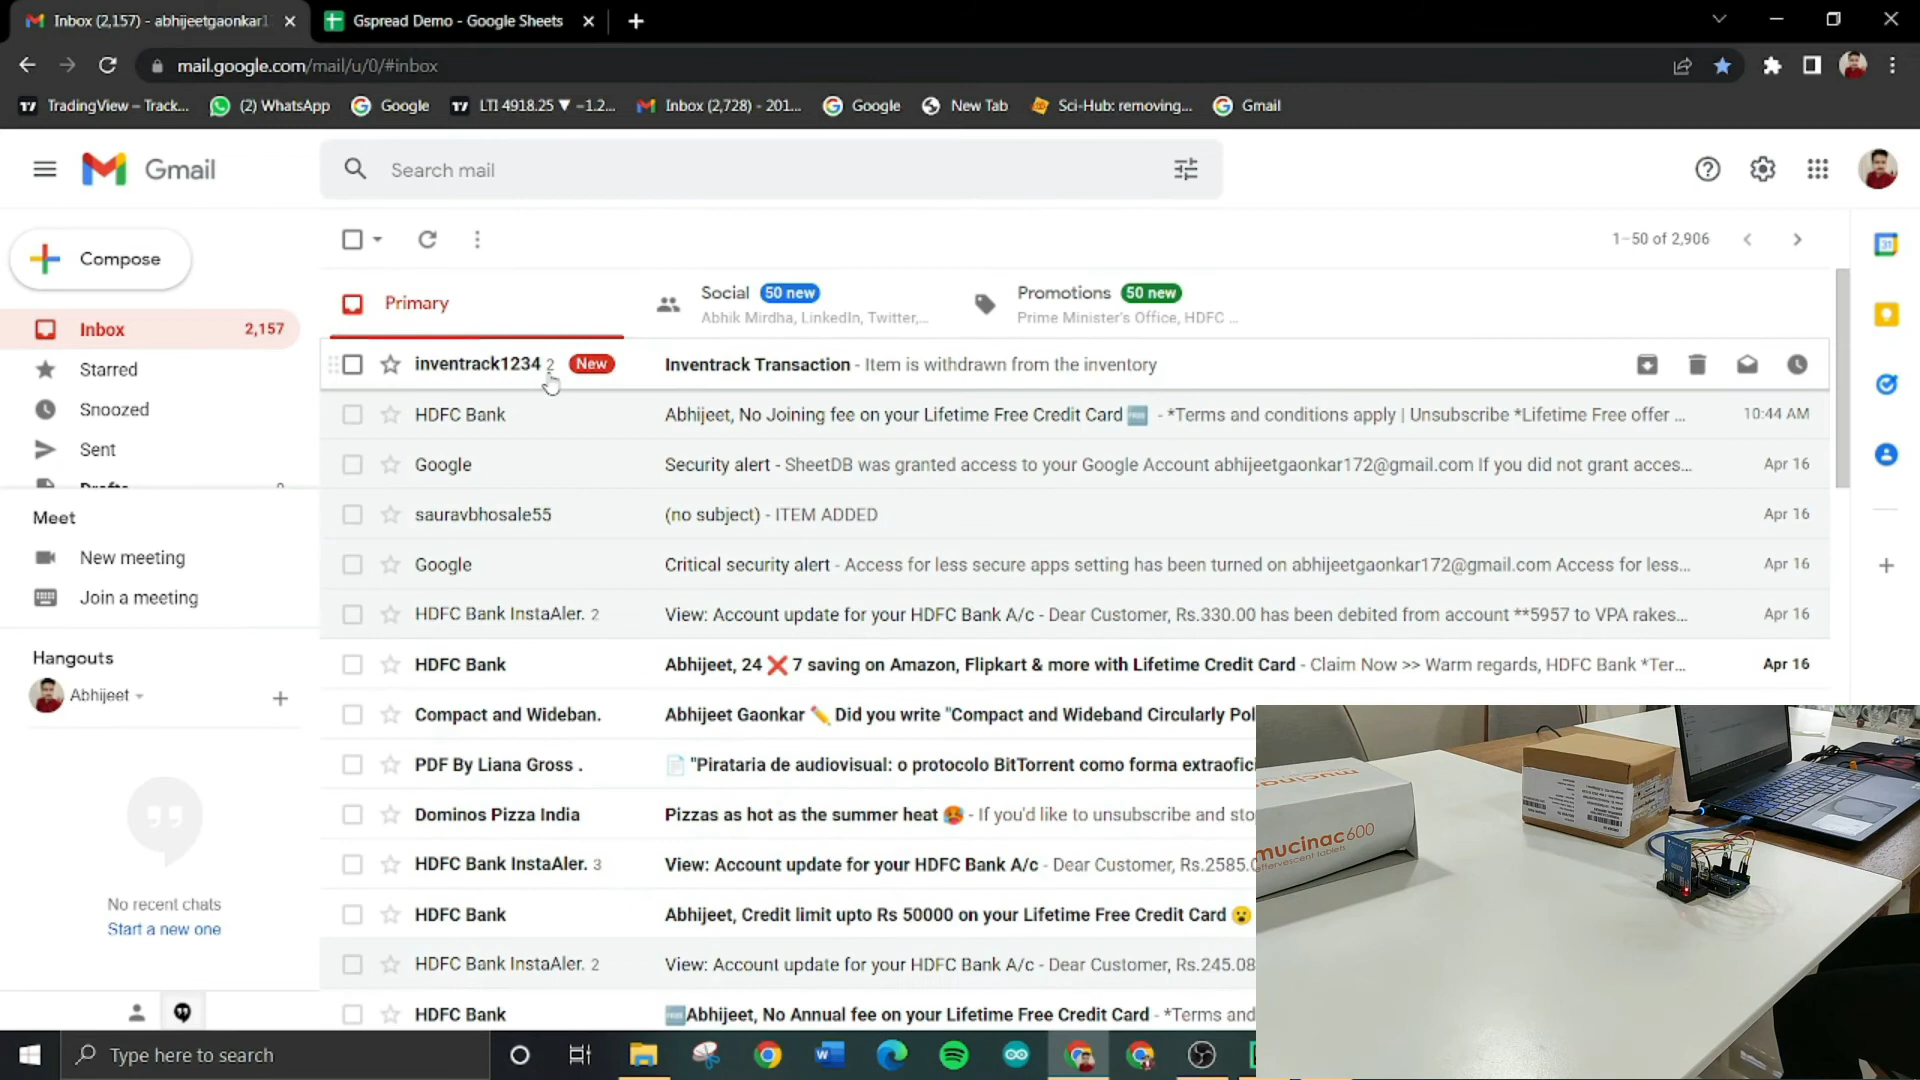 Inbox (2,157) - abhijeetgaonkar1
Gspread Demo - Google Sheets
mail.google.com/mail/u/0/#inbox
TradingView – Track...
(2) WhatsApp
Google
LTI 4918.25 ▼ −1.2...
Inbox (2,728) - 201...
Google
New Tab
Sci-Hub: removing...
Gmail
Gmail
Search mail
Compose
1–50 of 2,906
Primary
Social 50 new
Abhik Mirdha, LinkedIn, Twitter,...
Promotions 50 new
Prime Minister's Office, HDFC ...
Inbox 2,157
Starred
Snoozed
Sent
Drafts
Meet
New meeting
Join a meeting
Hangouts
Abhijeet
No recent chats
Start a new one
inventrack1234 2 New Inventrack Transaction - Item is withdrawn from the inventory
HDFC Bank Abhijeet, No Joining fee on your Lifetime Free Credit Card 🆓 - *Terms and conditions apply | Unsubscribe *Lifetime Free offer ... 10:44 AM
Google Security alert - SheetDB was granted access to your Google Account abhijeetgaonkar172@gmail.com If you did not grant acces... Apr 16
sauravbhosale55 (no subject) - ITEM ADDED Apr 16
Google Critical security alert - Access for less secure apps setting has been turned on abhijeetgaonkar172@gmail.com Access for less... Apr 16
HDFC Bank InstaAler. 2 View: Account update for your HDFC Bank A/c - Dear Customer, Rs.330.00 has been debited from account **5957 to VPA rakes... Apr 16
HDFC Bank Abhijeet, 24 ❌ 7 saving on Amazon, Flipkart & more with Lifetime Credit Card - Claim Now >> Warm regards, HDFC Bank *Ter... Apr 16
Compact and Wideban. Abhijeet Gaonkar ✏️ Did you write "Compact and Wideband Circularly Pol
PDF By Liana Gross . 📄 "Pirataria de audiovisual: o protocolo BitTorrent como forma extraofici
Dominos Pizza India Pizzas as hot as the summer heat 🥵 - If you'd like to unsubscribe and sto
HDFC Bank InstaAler. 3 View: Account update for your HDFC Bank A/c - Dear Customer, Rs.2585.0
HDFC Bank Abhijeet, Credit limit upto Rs 50000 on your Lifetime Free Credit Card 😮
HDFC Bank InstaAler. 2 View: Account update for your HDFC Bank A/c - Dear Customer, Rs.245.08
HDFC Bank 🆓Abhijeet, No Annual fee on your Lifetime Free Credit Card - *Terms and
mucinac600
effervescent tablets
Type here to search